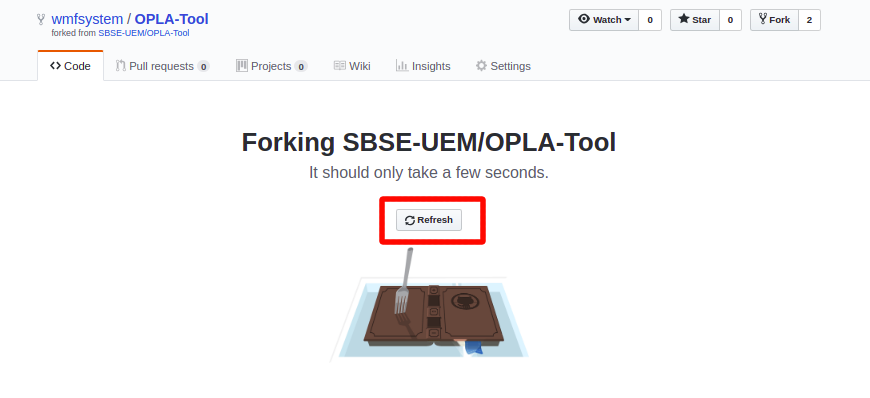 wmfsystem / OPLA-Tool
forked from SBSE-UEM/OPLA-Tool
Watch 0 Star 0 Fork 2
Code Pull requests 0 Projects 0 Wiki Insights Settings
Forking SBSE-UEM/OPLA-Tool
It should only take a few seconds.
Refresh